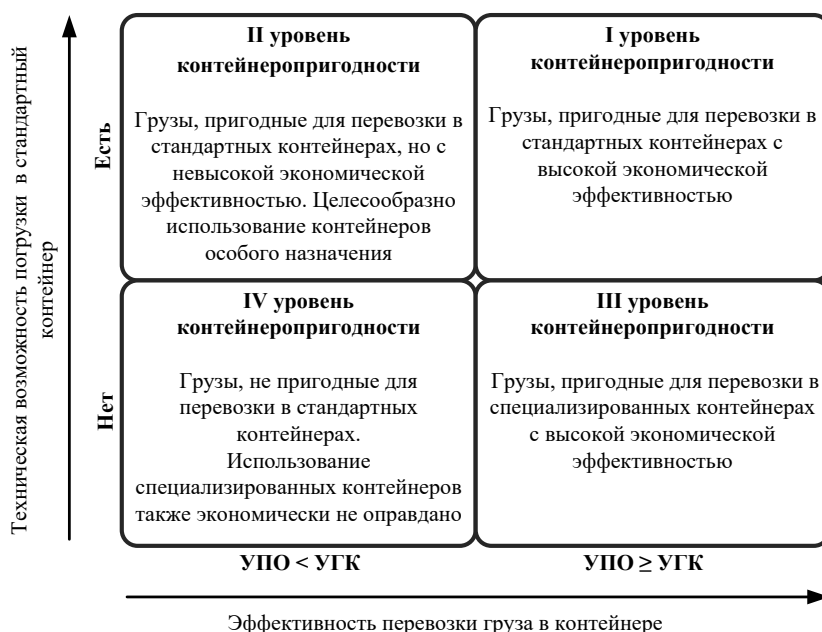 Техническая возможность погрузки в стандартный
контейнер
Есть
II уровень
контейнеропригодности
Грузы, пригодные для перевозки в
стандартных контейнерах, но с
невысокой экономической
эффективностью. Целесообразно
использование контейнеров
особого назначения
I уровень
контейнеропригодности
Грузы, пригодные для перевозки в
стандартных контейнерах с
высокой экономической
эффективностью
Нет
IV уровень
контейнеропригодности
Грузы, не пригодные для
перевозки в стандартных
контейнерах.
Использование
специализированных контейнеров
также экономически не оправдано
III уровень
контейнеропригодности
Грузы, пригодные для перевозки в
специализированных контейнерах
с высокой экономической
эффективностью
УПО < УГК
УПО ≥ УГК
Эффективность перевозки груза в контейнере